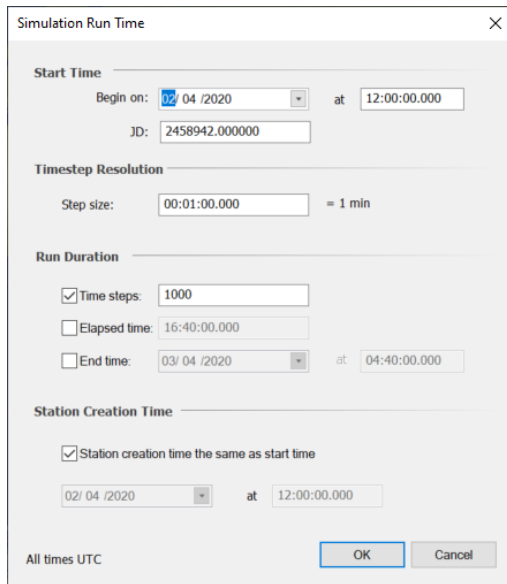 Simulation Run Time
Start Time
Begin on: 02/ 04 /2020 at 12:00:00.000
JD: 2458942.000000
Timestep Resolution
Step size: 00:01:00.000 = 1 min
Run Duration
Time steps: 1000
Elapsed time: 16:40:00.000
End time: 03/ 04 /2020 at 04:40:00.000
Station Creation Time
Station creation time the same as start time
02/ 04 /2020 at 12:00:00.000
All times UTC OK Cancel